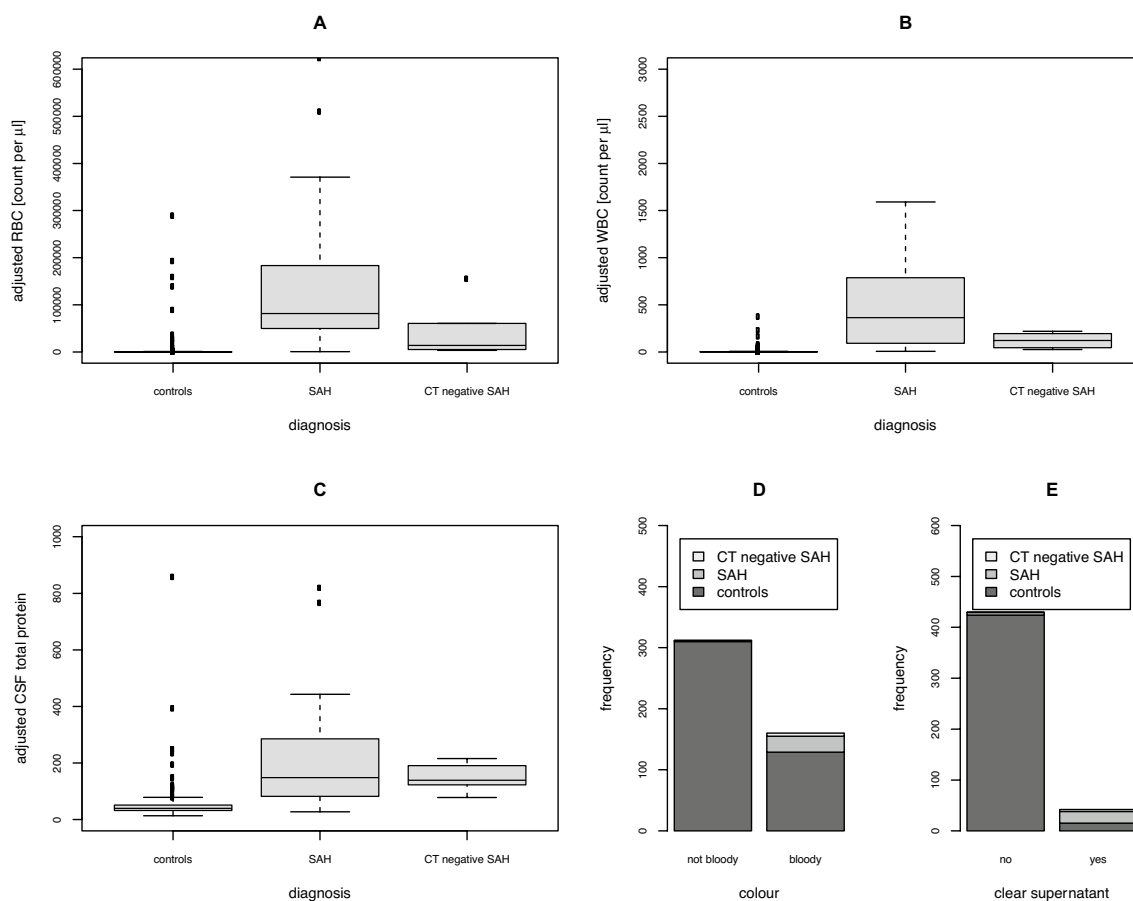 A
adjusted RBC [count per µl]
600000
500000
400000
300000
200000
100000
0
controls SAH CT negative SAH
diagnosis
B
adjusted WBC [count per µl]
3000
2500
2000
1500
1000
500
0
controls SAH CT negative SAH
diagnosis
C
adjusted CSF total protein
1000
800
600
400
200
0
controls SAH CT negative SAH
diagnosis
D
frequency
500
400
300
200
100
0
CT negative SAH
SAH
controls
not bloody bloody
colour
E
frequency
600
500
400
300
200
100
0
CT negative SAH
SAH
controls
no yes
clear supernatant